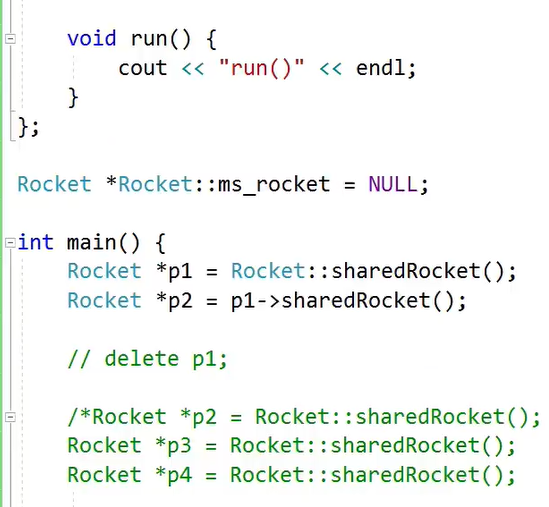 void run() {
cout << "run()" << endl;
}
};
Rocket *Rocket::ms_rocket = NULL;
int main() {
Rocket *p1 = Rocket::sharedRocket();
Rocket *p2 = p1->sharedRocket();
// delete p1;
/*Rocket *p2 = Rocket::sharedRocket();
Rocket *p3 = Rocket::sharedRocket();
Rocket *p4 = Rocket::sharedRocket();